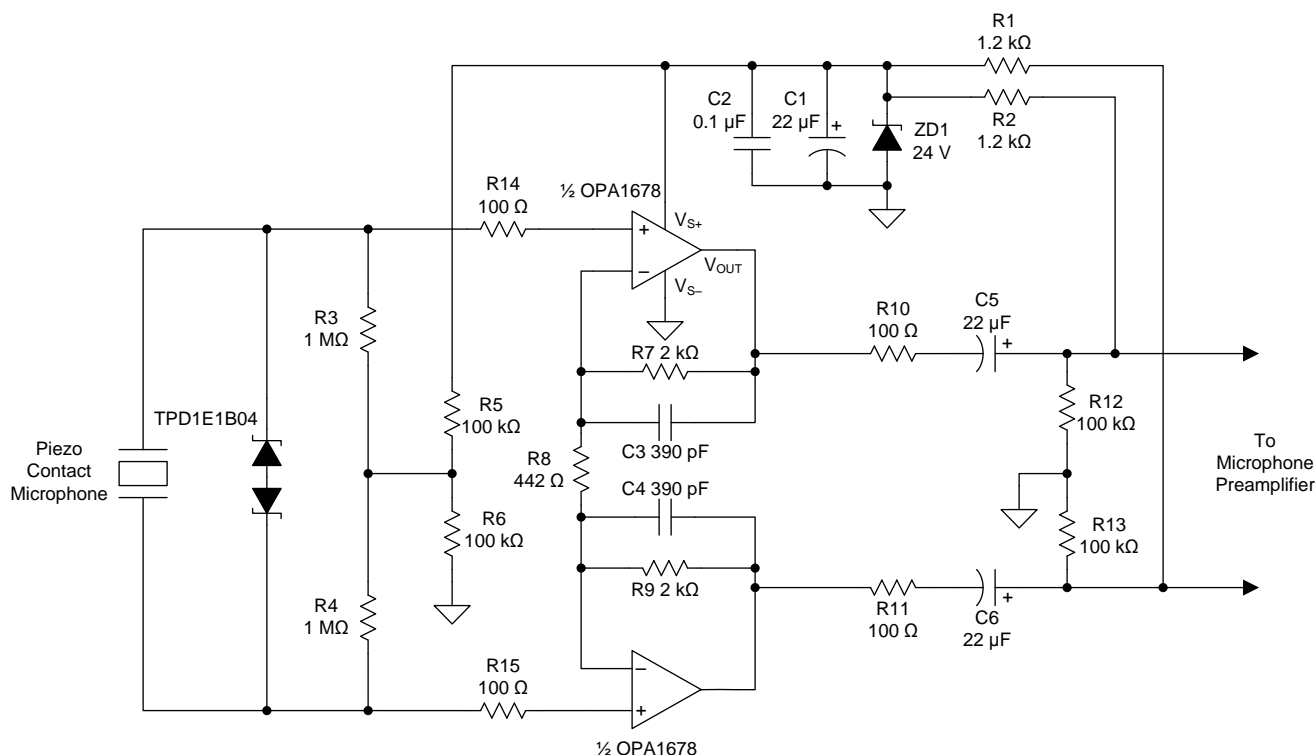 R1
1.2 kΩ
R2
1.2 kΩ
C2
0.1 µF
C1
22 µF
+
ZD1
24 V
R14
100 Ω
½ OPA1678
+
–
VS+
VOUT
VS–
R3
1 MΩ
TPD1E1B04
Piezo
Contact
Microphone
R5
100 kΩ
R6
100 kΩ
R4
1 MΩ
R7 2 kΩ
C3 390 pF
R8
442 Ω
C4 390 pF
R9 2 kΩ
R10
100 Ω
C5
22 µF
+
R12
100 kΩ
R13
100 kΩ
To
Microphone
Preamplifier
R11
100 Ω
+
C6
22 µF
R15
100 Ω
–
+
½ OPA1678